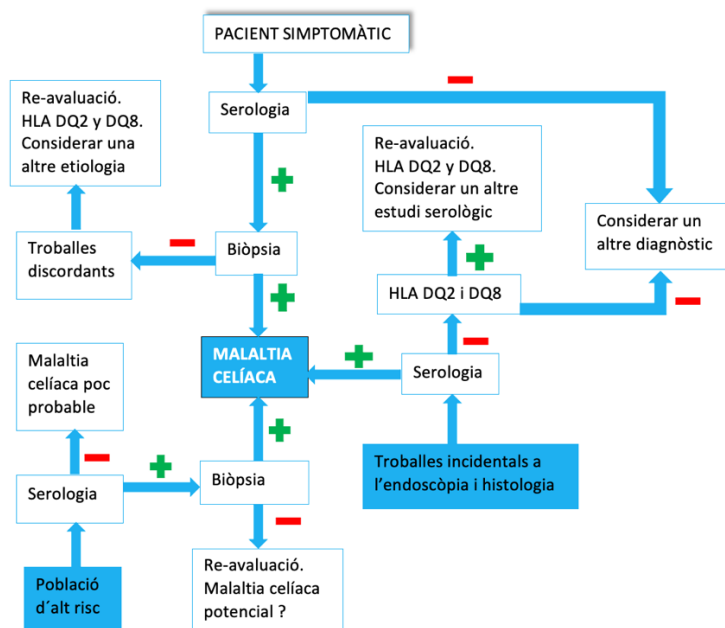 PACIENT SIMPTOMÀTIC
Serologia
Re-avaluació.
HLA DQ2 y DQ8.
Considerar una
altre etiologia
Re-avaluació.
HLA DQ2 y DQ8.
Considerar un altre
estudi serològic
Considerar un
altre diagnòstic
Troballes
discordants
Biòpsia
HLA DQ2 i DQ8
MALALTIA
CELÍACA
Serologia
Malaltia
celíaca poc
probable
Serologia
Biòpsia
Troballes incidentals a
l’endoscòpia i histologia
Població
d´alt risc
Re-avaluació.
Malaltia celíaca
potencial ?